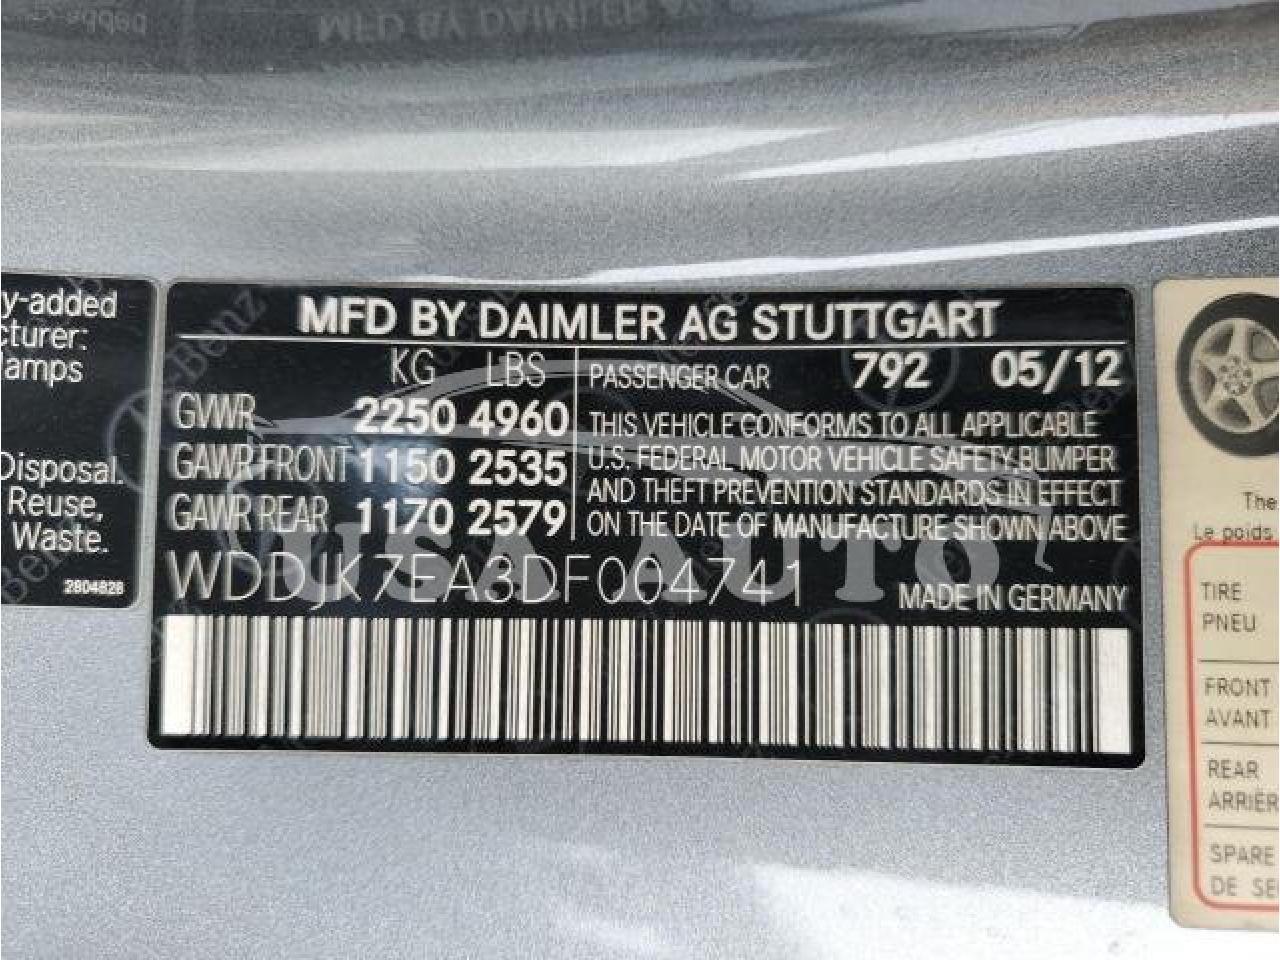 MFD BY DAIMLER AG STUTTGART
KG LBS
GVWR 2250 4960
GAWR FRONT 1150 2535
GAWR REAR 1170 2579
PASSENGER CAR 792 05/12
THIS VEHICLE CONFORMS TO ALL APPLICABLE
U.S. FEDERAL MOTOR VEHICLE SAFETY, BUMPER
AND THEFT PREVENTION STANDARDS IN EFFECT
ON THE DATE OF MANUFACTURE SHOWN ABOVE
WDDJK7EA3DF004741
MADE IN GERMANY
USA AUTO
y-added
cturer:
amps
Disposal.
Reuse,
Waste.
2804828
The
Le poids
TIRE
PNEU
FRONT
AVANT
REAR
ARRIÈR
SPARE
DE SE